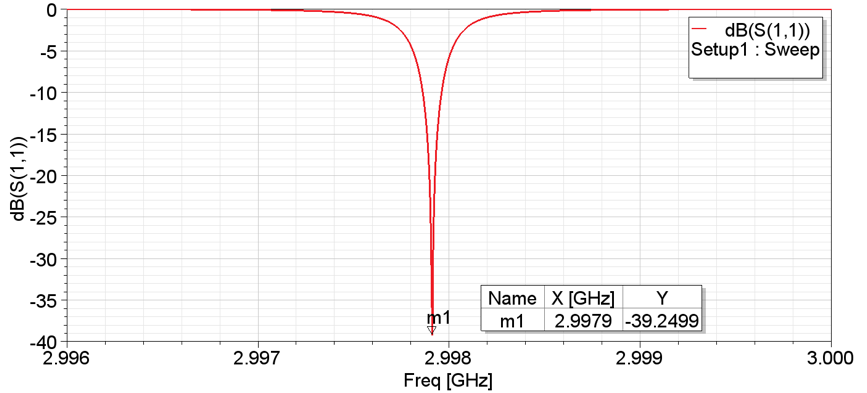 0
-5
-10
-15
-20
-25
-30
-35
-40
dB(S(1,1))
dB(S(1,1))
Setup1 : Sweep
m1
Name X [GHz] Y
m1 2.9979 -39.2499
2.996 2.997 2.998 2.999 3.000
Freq [GHz]